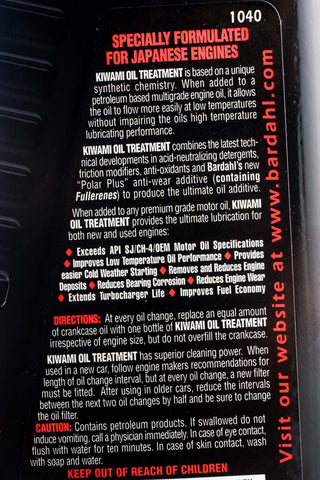 1040
SPECIALLY FORMULATED
FOR JAPANESE ENGINES
KIWAMI OIL TREATMENT is based on a unique
synthetic chemistry. When added to a
petroleum based multigrade engine oil, it allows
the oil to flow more easily at low temperatures
without impairing the oils high temperature
lubricating performance.
KIWAMI OIL TREATMENT combines the latest tech-
nical developments in acid-neutralizing detergents,
friction modifiers, anti-oxidants and Bardahl's new
"Polar Plus" anti-wear additive (containing
Fullerenes) to produce the ultimate oil additive.
When added to any premium grade motor oil, KIWAMI
OIL TREATMENT provides the ultimate lubrication for
both new and used engines:
♦ Exceeds API SJ/CH-4/OEM Motor Oil Specifications
♦ Improves Low Temperature Oil Performance ♦ Provides
easier Cold Weather Starting ♦ Removes and Reduces Engine
Deposits ♦ Reduces Bearing Corrosion ♦ Reduces Engine Wear
♦ Extends Turbocharger Life ♦ Improves Fuel Economy
DIRECTIONS: At every oil change, replace an equal amount
of crankcase oil with one bottle of KIWAMI OIL TREATMENT
irrespective of engine size, but do not overfill the crankcase.
KIWAMI OIL TREATMENT has superior cleaning power. When
used in a new car, follow engine makers recommendations for
length of oil change interval, but at every oil change, a new filter
must be fitted. After using in older cars, reduce the intervals
between the next two oil changes by half and be sure to change
the oil filter.
CAUTION: Contains petroleum products. If swallowed do not
induce vomiting, call a physician immediately. In case of eye contact,
flush with water for ten minutes. In case of skin contact, wash
with soap and water.
KEEP OUT OF REACH OF CHILDREN
Visit our website at www.bardahl.com